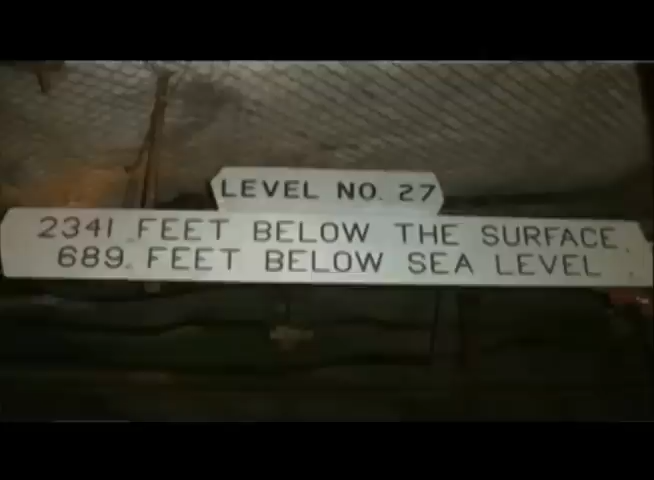 LEVEL NO. 27
2341 FEET BELOW THE SURFACE
689 FEET BELOW SEA LEVEL